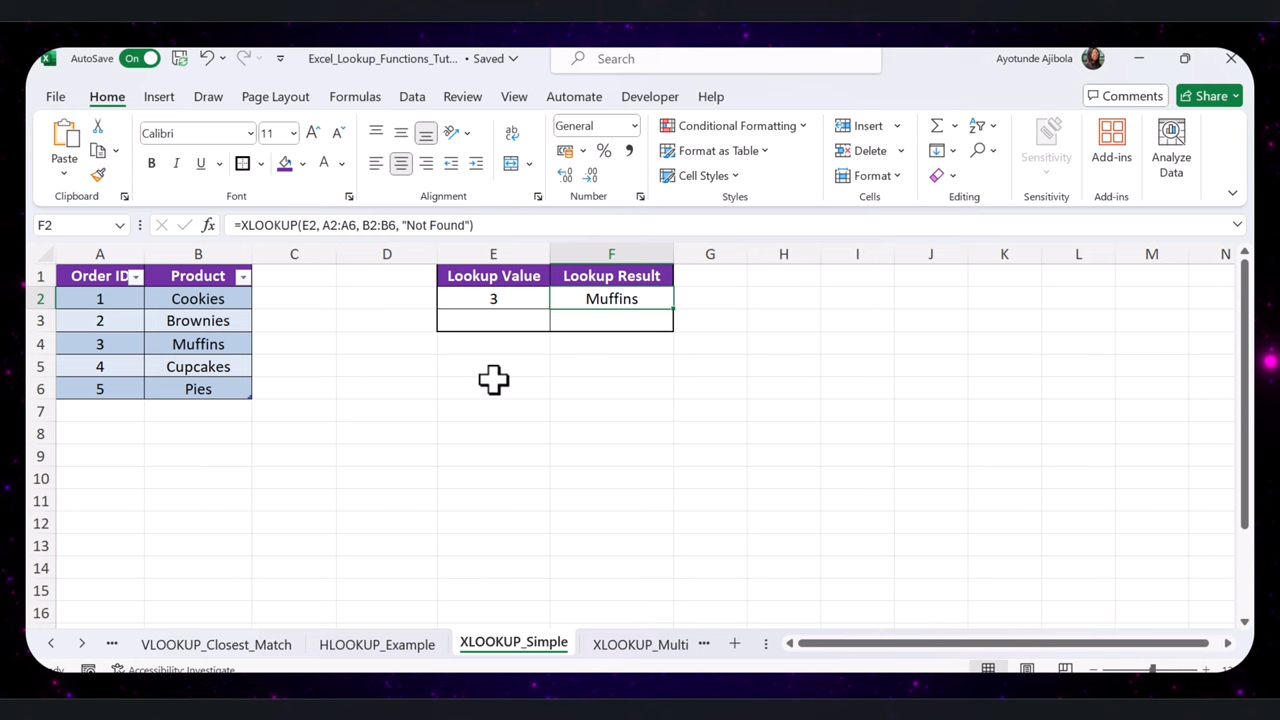 AutoSave On Excel_Lookup_Functions_Tut... • Saved Search Ayotunde Ajibola
File Home Insert Draw Page Layout Formulas Data Review View Automate Developer Help Comments Share
Calibri 11 General Conditional Formatting Insert
Paste Format as Table Delete Sensitivity Add-ins Analyze Data
B I U A Cell Styles Format
Clipboard Font Alignment Number Styles Cells Editing Sensitivity Add-ins
F2 fx =XLOOKUP(E2, A2:A6, B2:B6, "Not Found")
A B C D E F G H I J K L M N
1 Order ID Product Lookup Value Lookup Result
2 1 Cookies 3 Muffins
3 2 Brownies
4 3 Muffins
5 4 Cupcakes
6 5 Pies
7
8
9
10
11
12
13
14
15
16
VLOOKUP_Closest_Match HLOOKUP_Example XLOOKUP_Simple XLOOKUP_Multi ...
Accessibility: Investigate